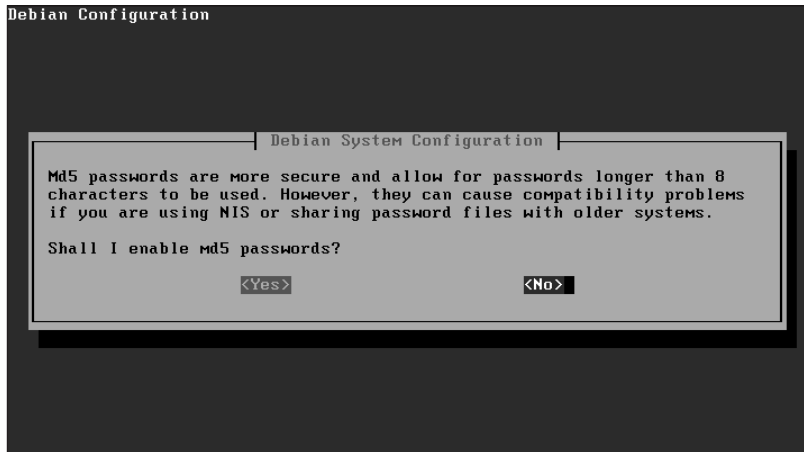 Debian Configuration
Debian System Configuration
Md5 passwords are more secure and allow for passwords longer than 8
characters to be used. However, they can cause compatibility problems
if you are using NIS or sharing password files with older systems.
Shall I enable md5 passwords?
<Yes> <No>